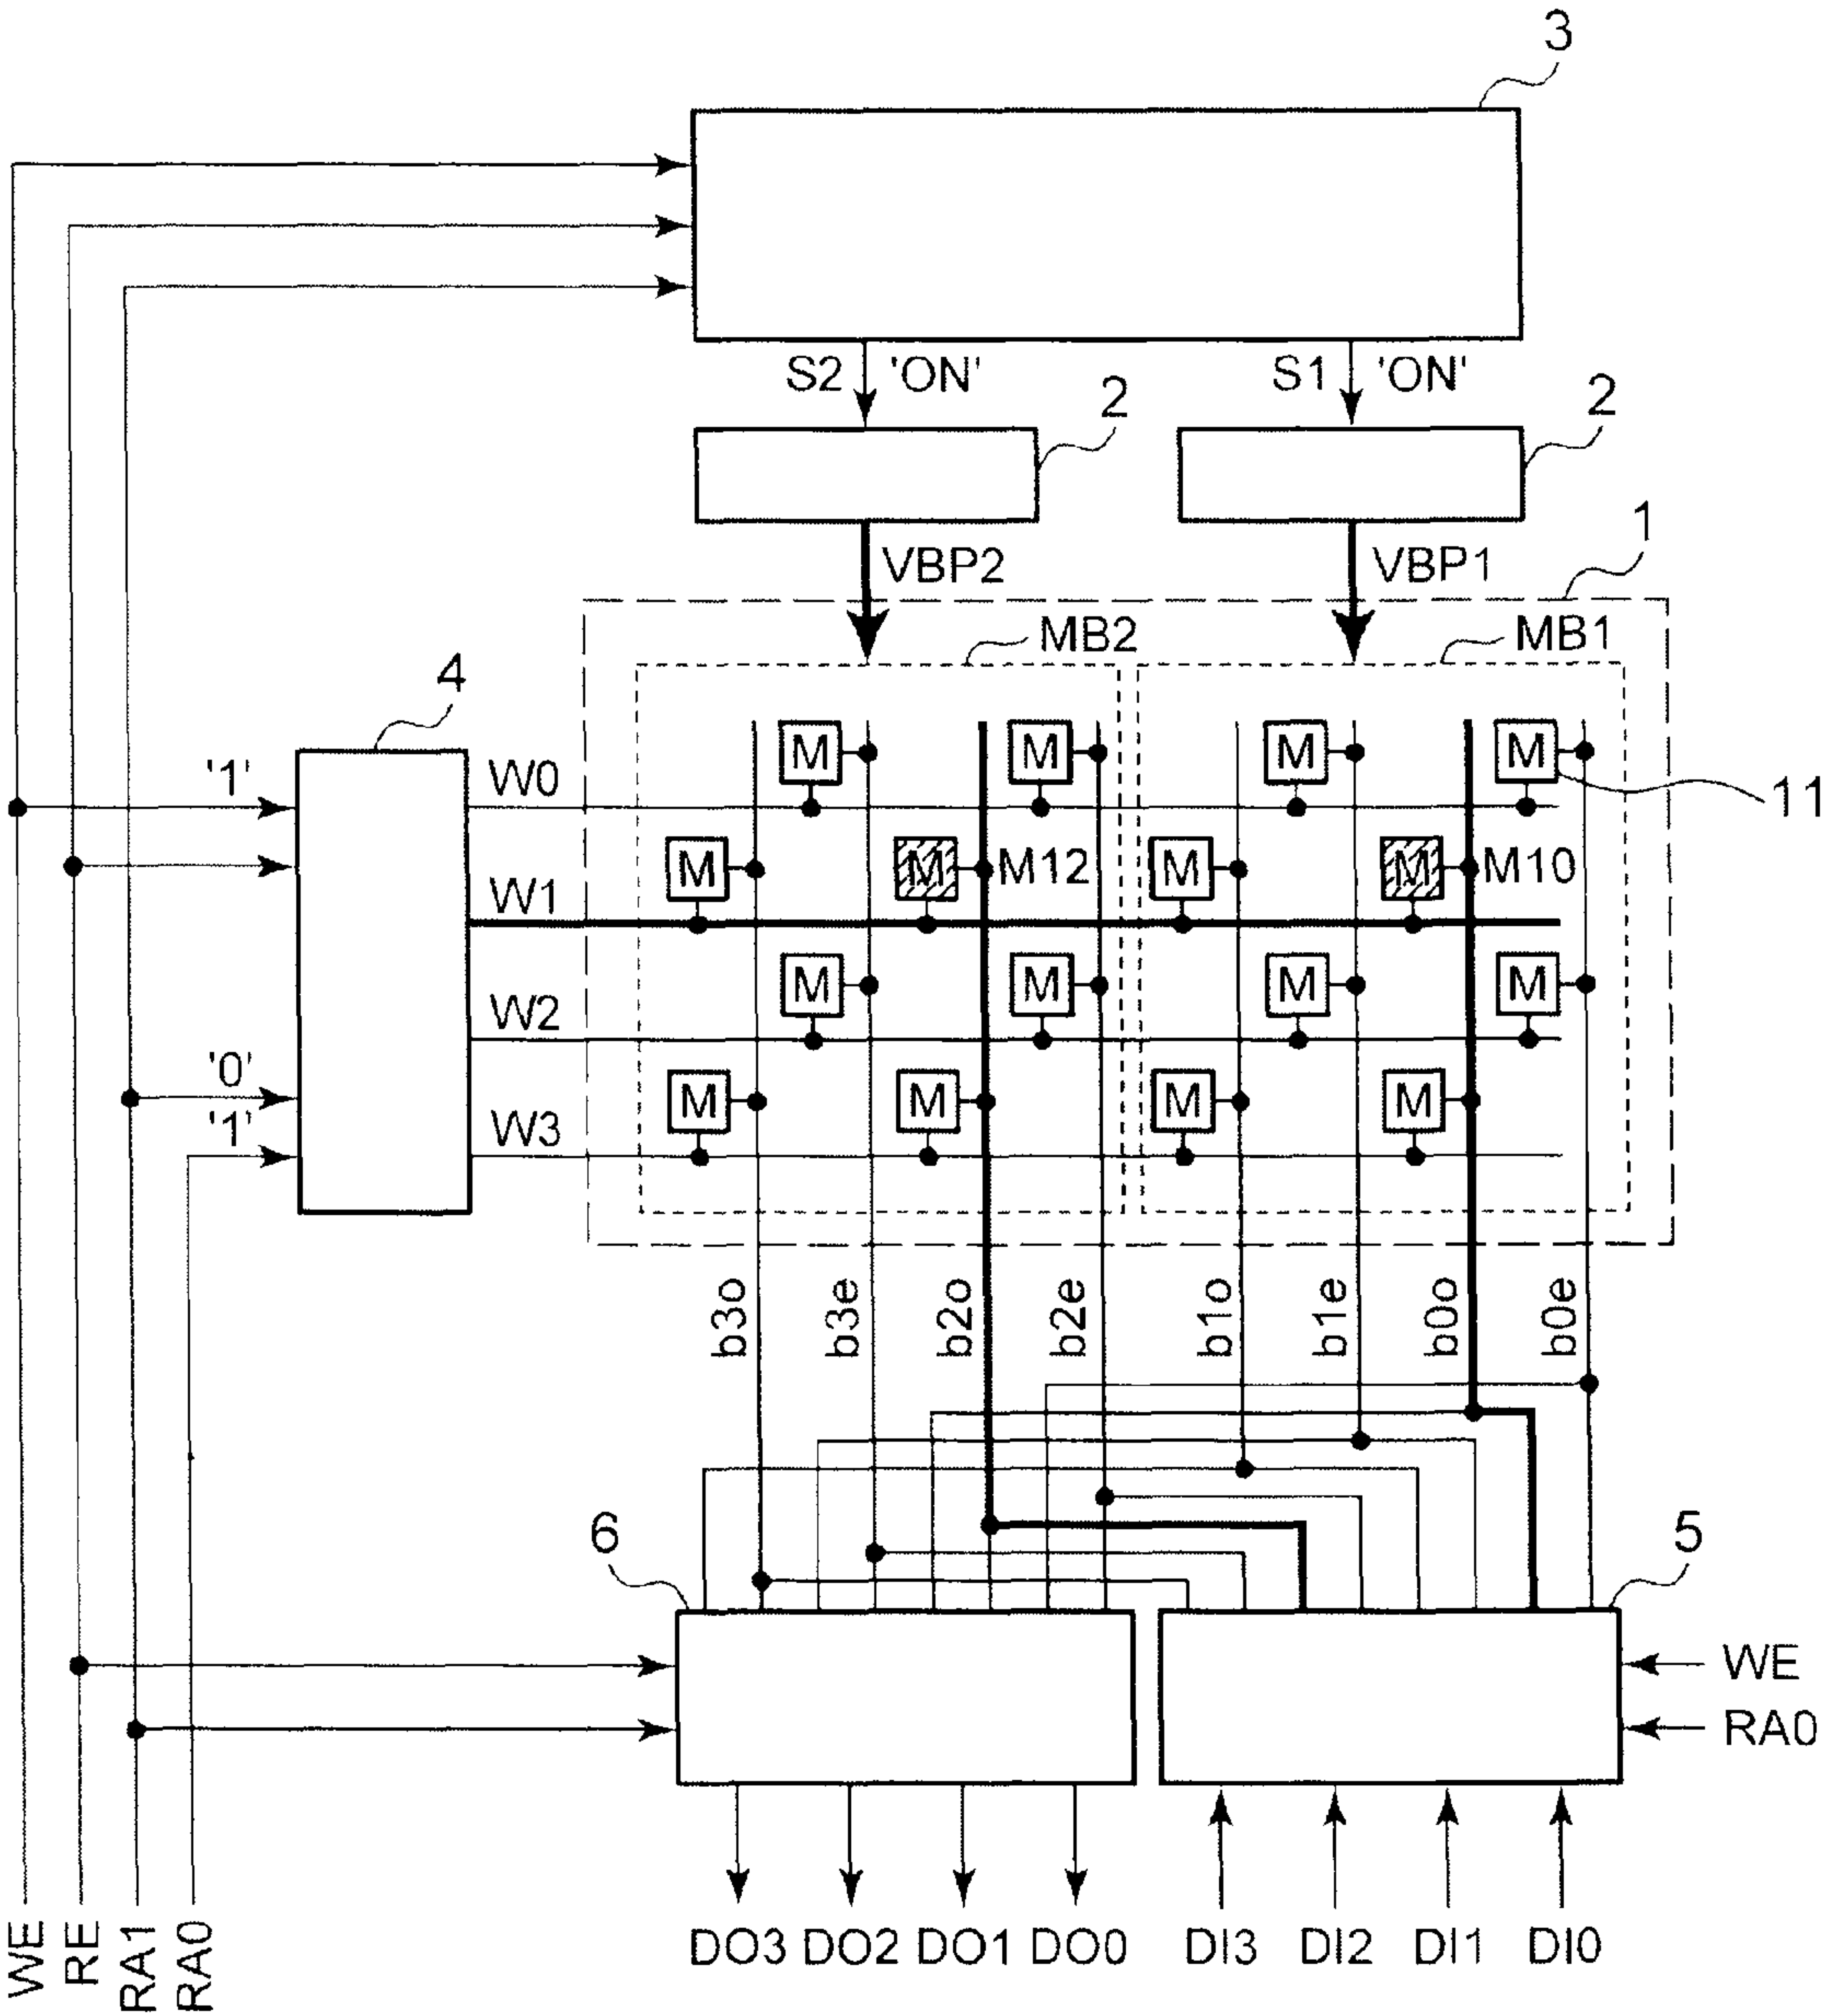 3
S2 'ON' S1 'ON'
2 2
VBP2 VBP1 1
MB2 MB1
4
'1' W0 M M M M 11
W1 M M M12 M M M10
W2 M M M M
'0'
'1' W3 M M M M
b3o b3e b2o b2e b1o b1e b0o b0e
6 5
WE
RA0
WE RE RA1 RA0
DO3 DO2 DO1 DO0 DI3 DI2 DI1 DI0